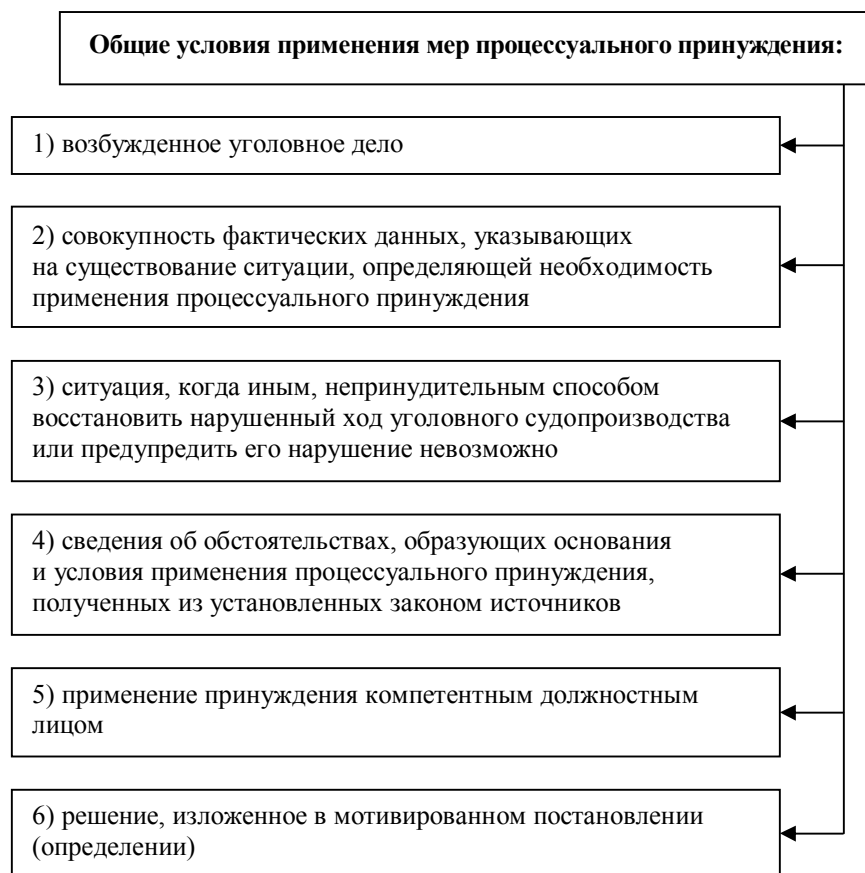 Общие условия применения мер процессуального принуждения:
1) возбужденное уголовное дело
2) совокупность фактических данных, указывающих
на существование ситуации, определяющей необходимость
применения процессуального принуждения
3) ситуация, когда иным, непринудительным способом
восстановить нарушенный ход уголовного судопроизводства
или предупредить его нарушение невозможно
4) сведения об обстоятельствах, образующих основания
и условия применения процессуального принуждения,
полученных из установленных законом источников
5) применение принуждения компетентным должностным
лицом
6) решение, изложенное в мотивированном постановлении
(определении)